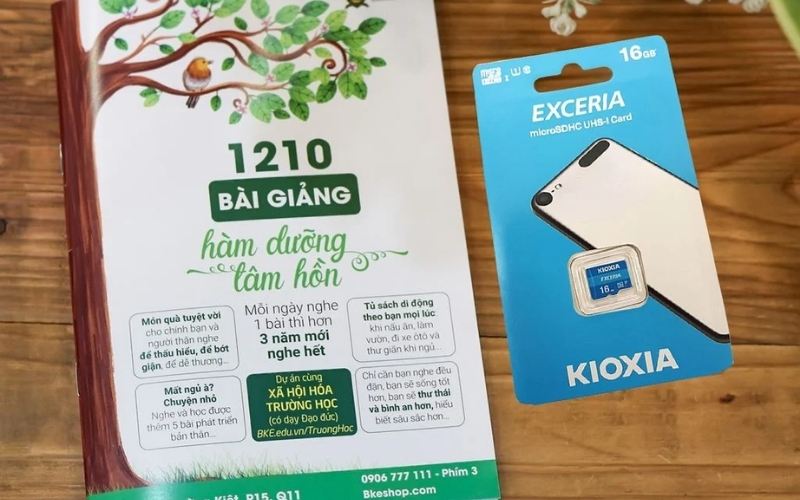 1210
BÀI GIẢNG
hàm dưỡng
tâm hồn
Món quà tuyệt vời
cho chính bạn và
người thân nghe
để thấu hiểu, để bớt
giận, để dễ thương...
Mỗi ngày nghe
1 bài thì hơn
3 năm mới
nghe hết
Tủ sách di động
theo bạn mọi lúc
khi nấu ăn, làm
vườn, đi xe ôtô và
thư giãn khi ngủ...
Mất ngủ à?
Chuyện nhỏ
Nghe và học được
thêm 5 bài phát triển
bản thân...
Dự án cùng
XÃ HỘI HÓA
TRƯỜNG HỌC
(có dạy Đạo đức)
BKE.edu.vn/TruongHoc
Chỉ cần bạn nghe đều
đặn, bạn sẽ sống tốt
hơn, bạn sẽ thư thái
và bình an hơn, hiểu
biết sâu sắc hơn...
Kiệt, P15, Q11
0906 777 111 - Phím 3
Bkeshop.com
16GB
EXCERIA
microSDHC UHS-I Card
KIOXIA
EXCERIA
16
KIOXIA